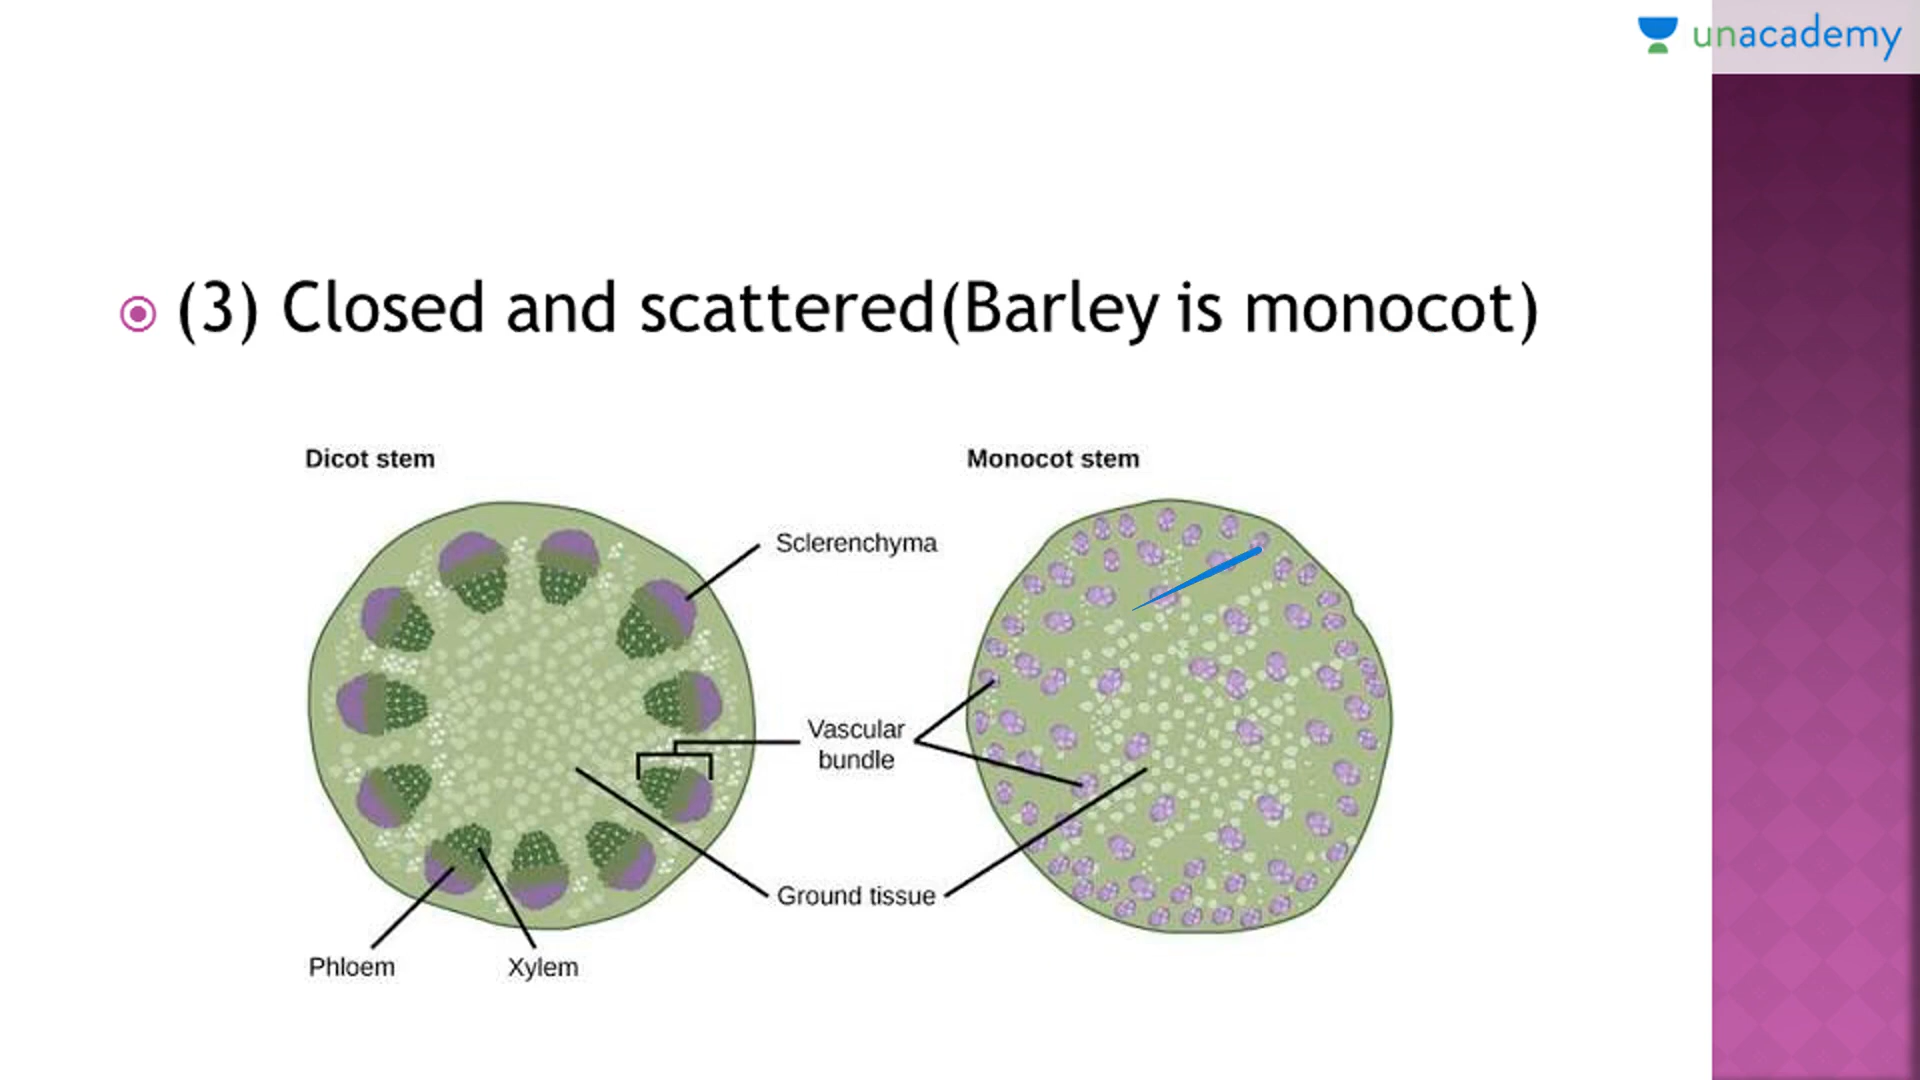 unacademy
(3) Closed and scattered(Barley is monocot)
Dicot stem
Monocot stem
Sclerenchyma
Vascular
bundle
Ground tissue
Phloem
Xylem